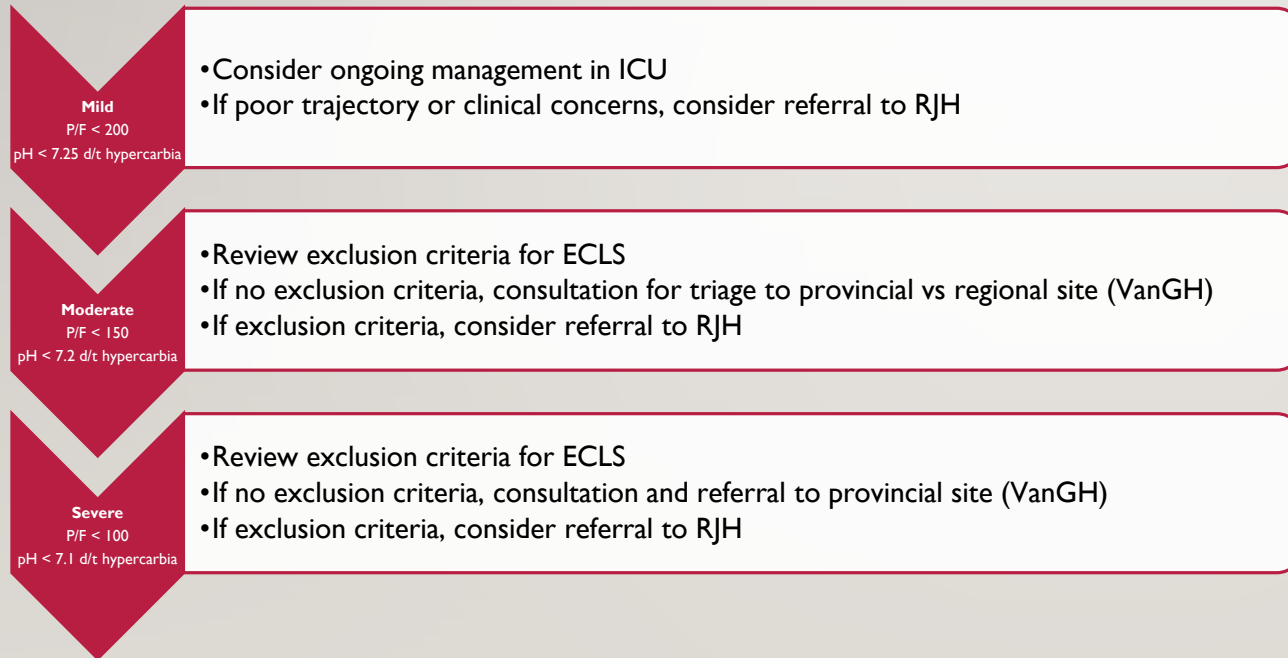 Mild
P/F < 200
pH < 7.25 d/t hypercarbia
•Consider ongoing management in ICU
•If poor trajectory or clinical concerns, consider referral to RJH
Moderate
P/F < 150
pH < 7.2 d/t hypercarbia
•Review exclusion criteria for ECLS
•If no exclusion criteria, consultation for triage to provincial vs regional site (VanGH)
•If exclusion criteria, consider referral to RJH
Severe
P/F < 100
pH < 7.1 d/t hypercarbia
•Review exclusion criteria for ECLS
•If no exclusion criteria, consultation and referral to provincial site (VanGH)
•If exclusion criteria, consider referral to RJH